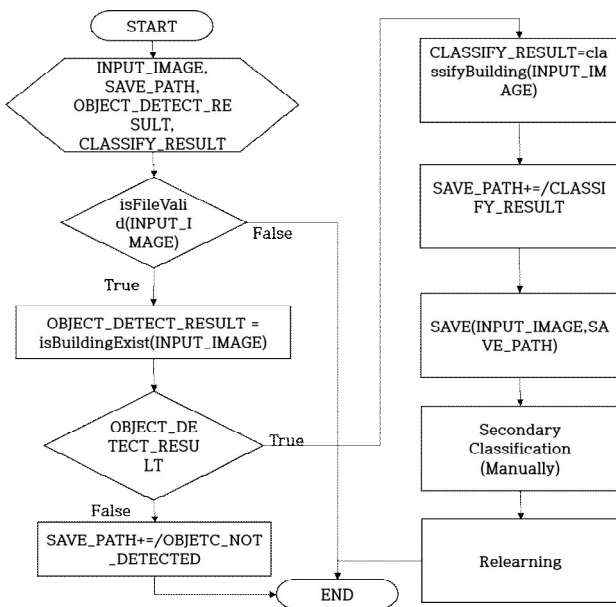 START
INPUT_IMAGE,
SAVE_PATH,
OBJECT_DETECT_RE
SULT,
CLASSIFY_RESULT
isFileVali
d(INPUT_I
MAGE)
False
True
OBJECT_DETECT_RESULT =
isBuildingExist(INPUT_IMAGE)
OBJECT_DE
TECT_RESU
LT
True
False
SAVE_PATH+=/OBJETC_NOT
_DETECTED
END
CLASSIFY_RESULT=cla
ssifyBuilding(INPUT_IM
AGE)
SAVE_PATH+=/CLASSI
FY_RESULT
SAVE(INPUT_IMAGE,SA
VE_PATH)
Secondary
Classification
(Manually)
Relearning